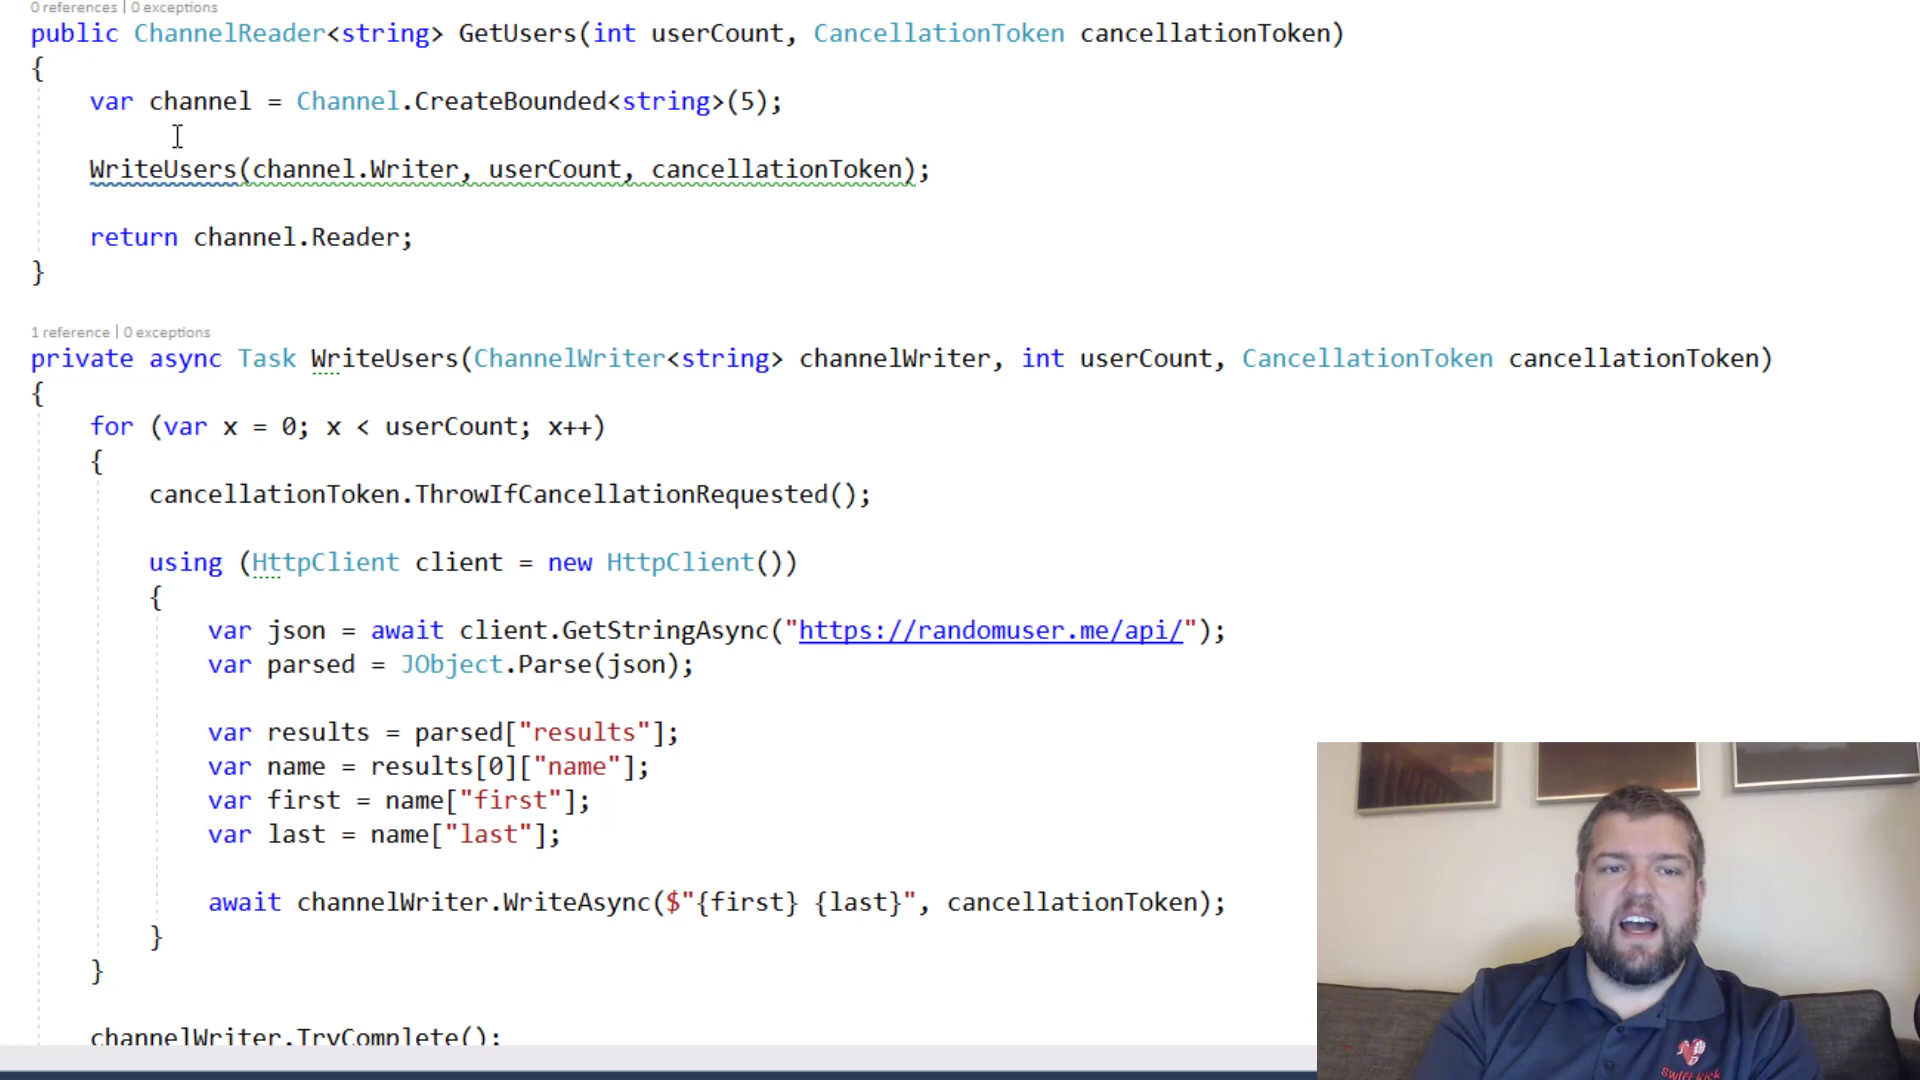 0 references | 0 exceptions
public ChannelReader<string> GetUsers(int userCount, CancellationToken cancellationToken)
{
var channel = Channel.CreateBounded<string>(5);
WriteUsers(channel.Writer, userCount, cancellationToken);
return channel.Reader;
}
1 reference | 0 exceptions
private async Task WriteUsers(ChannelWriter<string> channelWriter, int userCount, CancellationToken cancellationToken)
{
for (var x = 0; x < userCount; x++)
{
cancellationToken.ThrowIfCancellationRequested();
using (HttpClient client = new HttpClient())
{
var json = await client.GetStringAsync("https://randomuser.me/api/");
var parsed = JObject.Parse(json);
var results = parsed["results"];
var name = results[0]["name"];
var first = name["first"];
var last = name["last"];
await channelWriter.WriteAsync($"{first} {last}", cancellationToken);
}
}
channelWriter.TryComplete();
Swift Kick